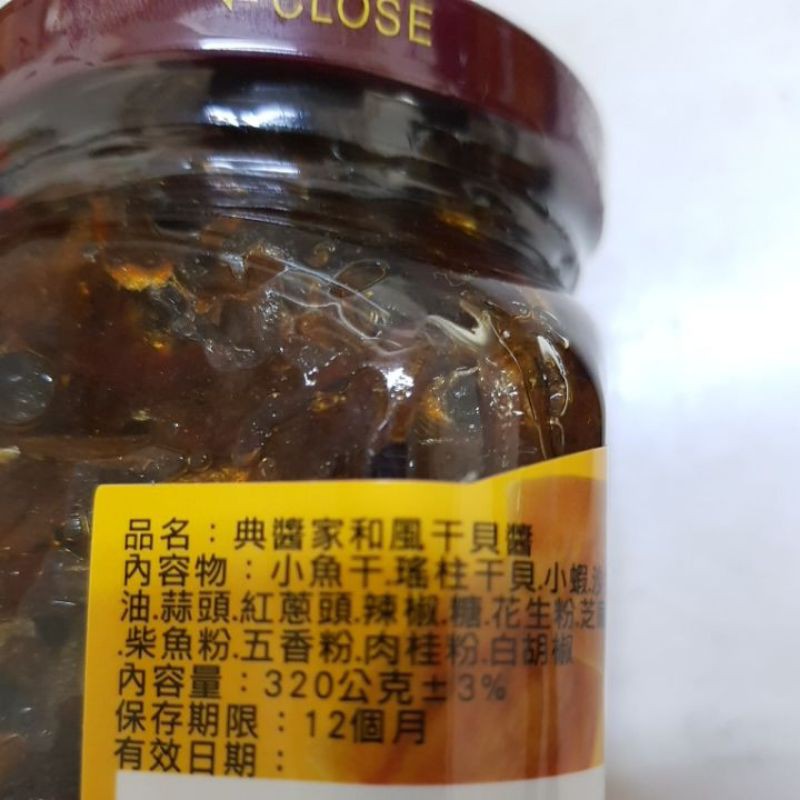 CLOSE
品名：典醬家和風干貝醬
內容物：小魚干.瑤柱干貝.小蝦.
油.蒜頭.紅蔥頭.辣椒.糖.花生粉.芝
.柴魚粉.五香粉.肉桂粉.白胡椒
內容量：320公克±3%
保存期限：12個月
有效日期：